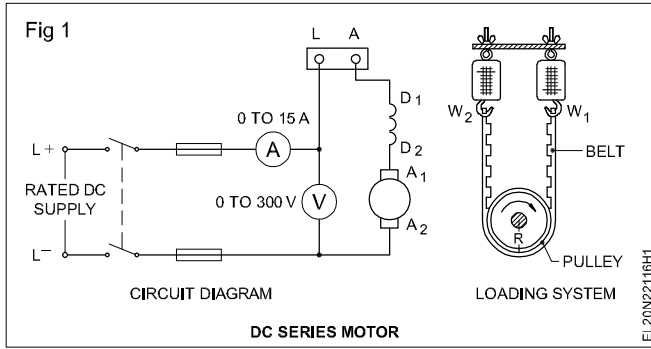 Fig 1
L A
0 TO 15 A
D1
D2
L+
A
A1
RATED DC
SUPPLY
0 TO 300 V
V
A2
L−
CIRCUIT DIAGRAM
W2 W1
BELT
R
PULLEY
LOADING SYSTEM
DC SERIES MOTOR
EL20N22116H1